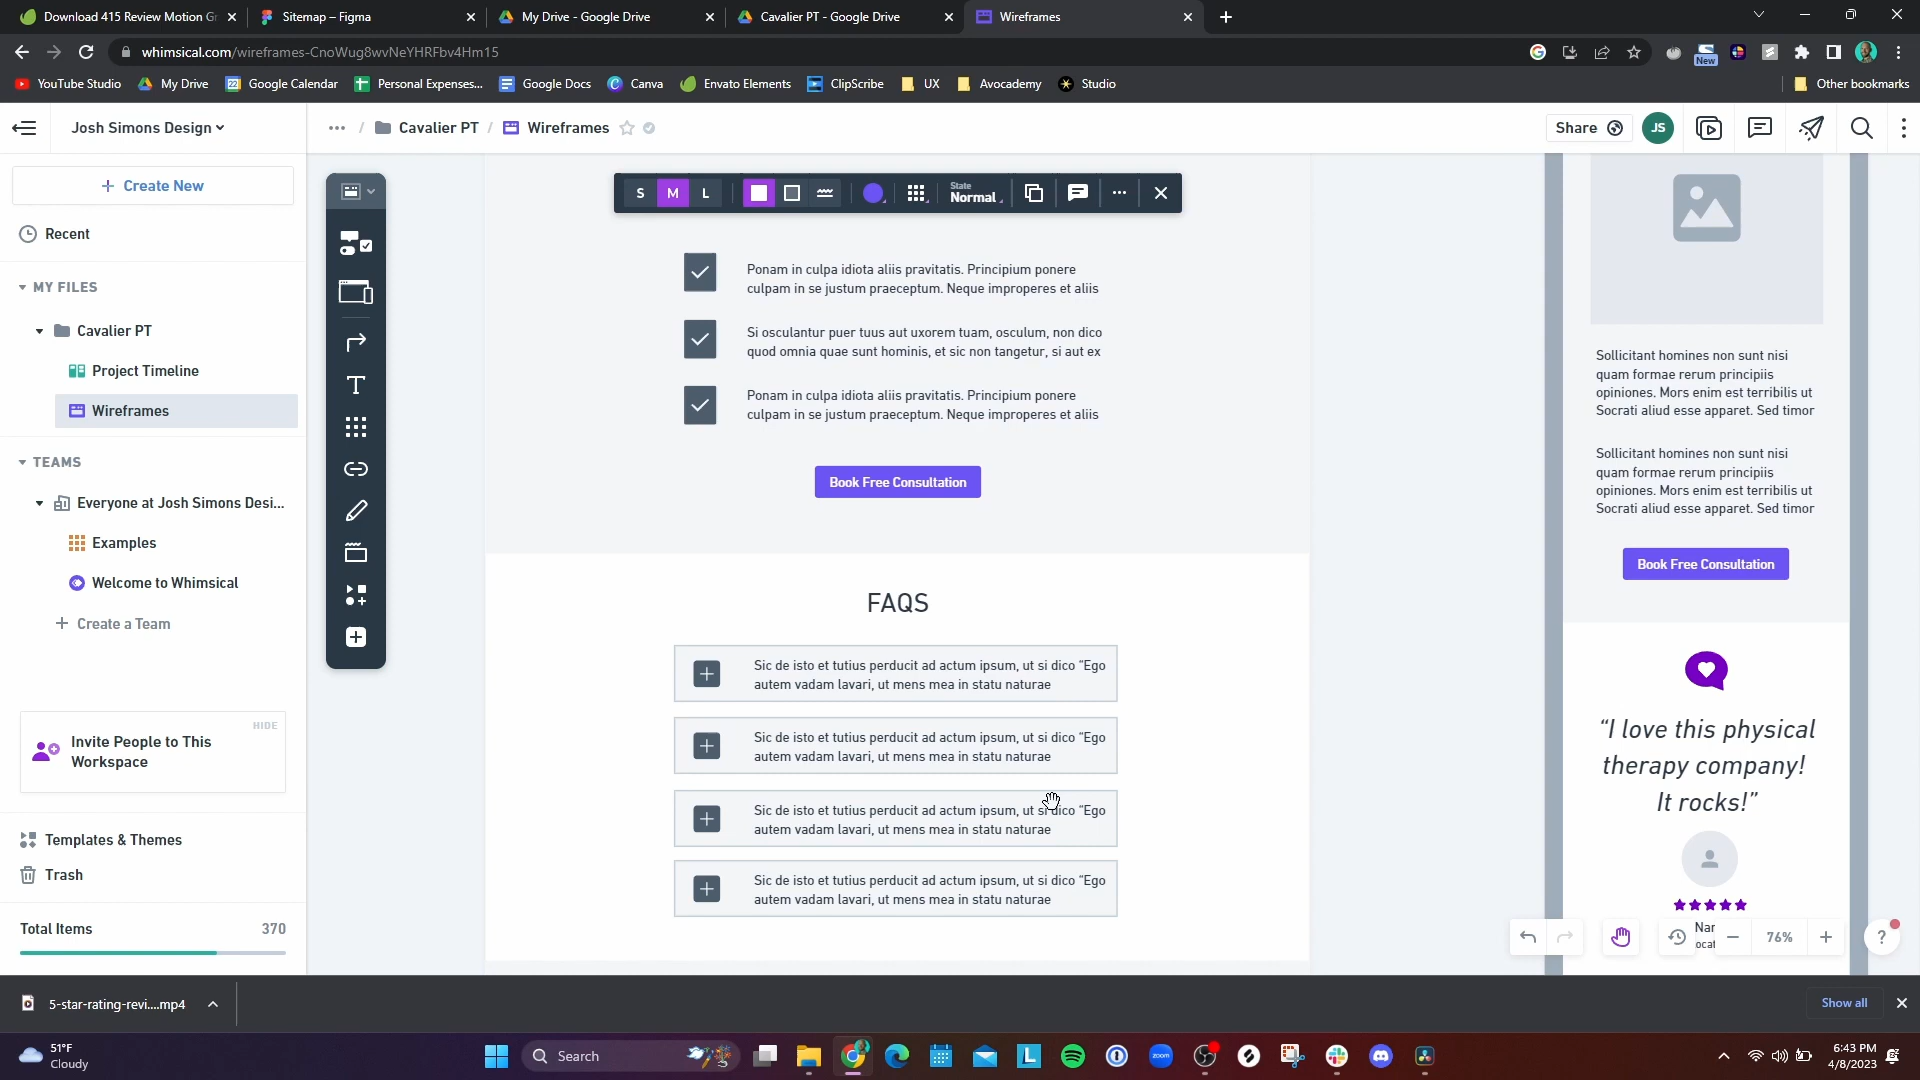 Download 415 Review Motion Gr
Sitemap – Figma
My Drive - Google Drive
Cavalier PT - Google Drive
Wireframes
whimsical.com/wireframes-CnoWug8wvNeYHRFbv4Hm15
New
YouTube Studio
My Drive
Google Calendar
Personal Expenses...
Google Docs
Canva
Envato Elements
ClipScribe
UX
Avocademy
Studio
Other bookmarks
Josh Simons Design
... / Cavalier PT / Wireframes
Share
JS
Create New
Recent
MY FILES
Cavalier PT
Project Timeline
Wireframes
TEAMS
Everyone at Josh Simons Desi...
Examples
Welcome to Whimsical
Create a Team
HIDE
Invite People to This
Workspace
Templates & Themes
Trash
Total Items 370
S M L
State
Normal
Ponam in culpa idiota aliis pravitatis. Principium ponere
culpam in se justum praeceptum. Neque improperes et aliis
Si osculantur puer tuus aut uxorem tuam, osculum, non dico
quod omnia quae sunt hominis, et sic non tangetur, si aut ex
Ponam in culpa idiota aliis pravitatis. Principium ponere
culpam in se justum praeceptum. Neque improperes et aliis
Book Free Consultation
FAQS
Sic de isto et tutius perducit ad actum ipsum, ut si dico “Ego
autem vadam lavari, ut mens mea in statu naturae
Sic de isto et tutius perducit ad actum ipsum, ut si dico “Ego
autem vadam lavari, ut mens mea in statu naturae
Sic de isto et tutius perducit ad actum ipsum, ut si dico “Ego
autem vadam lavari, ut mens mea in statu naturae
Sic de isto et tutius perducit ad actum ipsum, ut si dico “Ego
autem vadam lavari, ut mens mea in statu naturae
Sollicitant homines non sunt nisi
quam formae rerum principiis
opiniones. Mors enim est terribilis ut
Socrati aliud esse apparet. Sed timor
Sollicitant homines non sunt nisi
quam formae rerum principiis
opiniones. Mors enim est terribilis ut
Socrati aliud esse apparet. Sed timor
Book Free Consultation
“I love this physical
therapy company!
It rocks!”
Nar
ocat
76%
?
5-star-rating-revi....mp4
Show all
51°F
Cloudy
Search
zoom
6:43 PM
4/8/2023